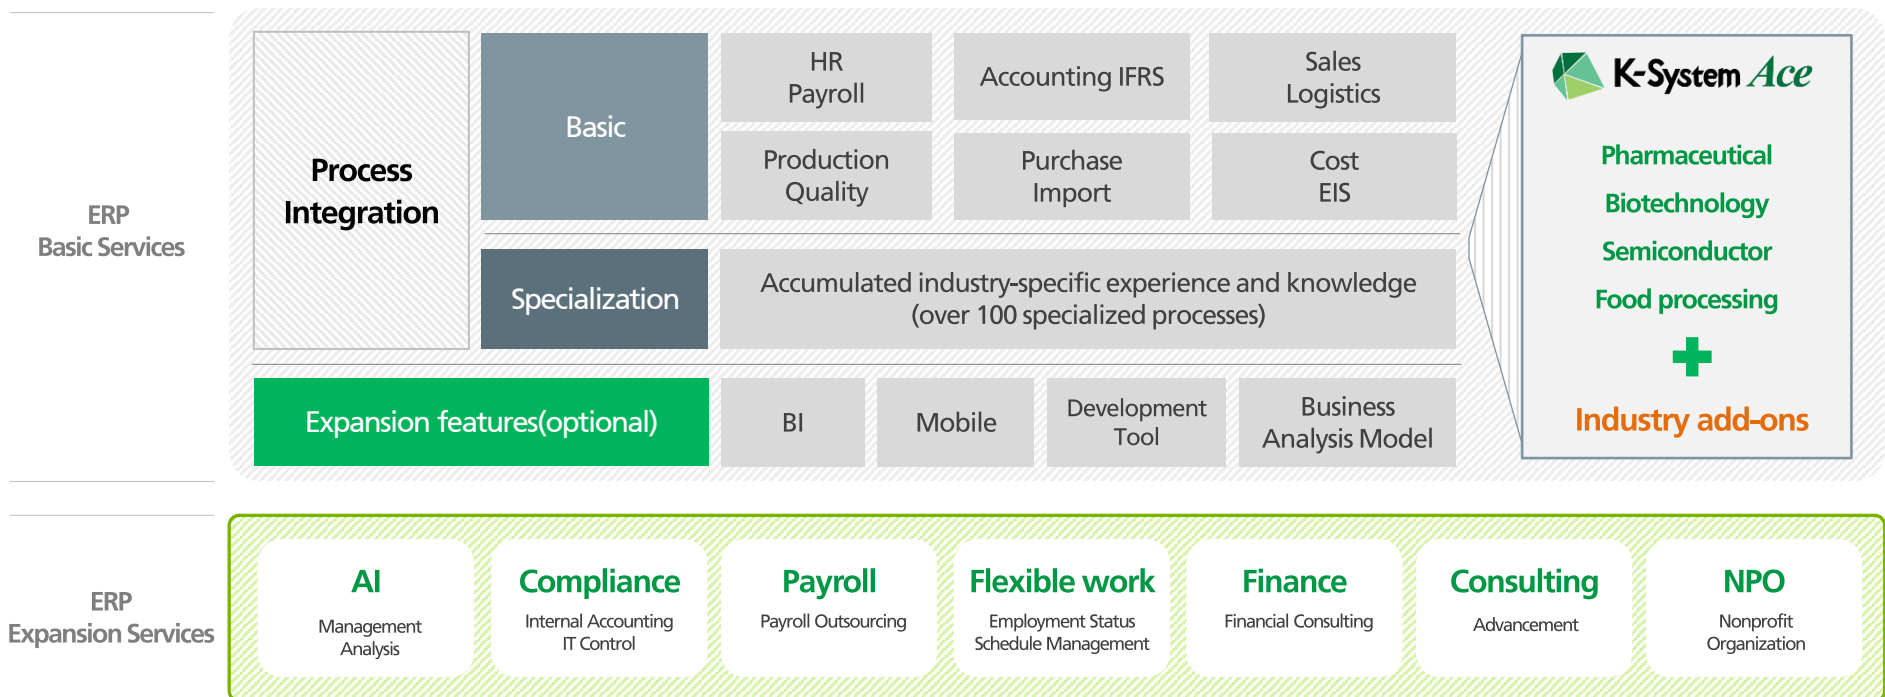 ERP
Basic Services
Process
Integration
Basic
HR
Payroll
Accounting IFRS
Sales
Logistics
Production
Quality
Purchase
Import
Cost
EIS
Specialization
Accumulated industry-specific experience and knowledge
(over 100 specialized processes)
Expansion features(optional)
BI
Mobile
Development
Tool
Business
Analysis Model
K-System Ace
Pharmaceutical
Biotechnology
Semiconductor
Food processing
Industry add-ons
ERP
Expansion Services
AI
Management
Analysis
Compliance
Internal Accounting
IT Control
Payroll
Payroll Outsourcing
Flexible work
Employment Status
Schedule Management
Finance
Financial Consulting
Consulting
Advancement
NPO
Nonprofit
Organization